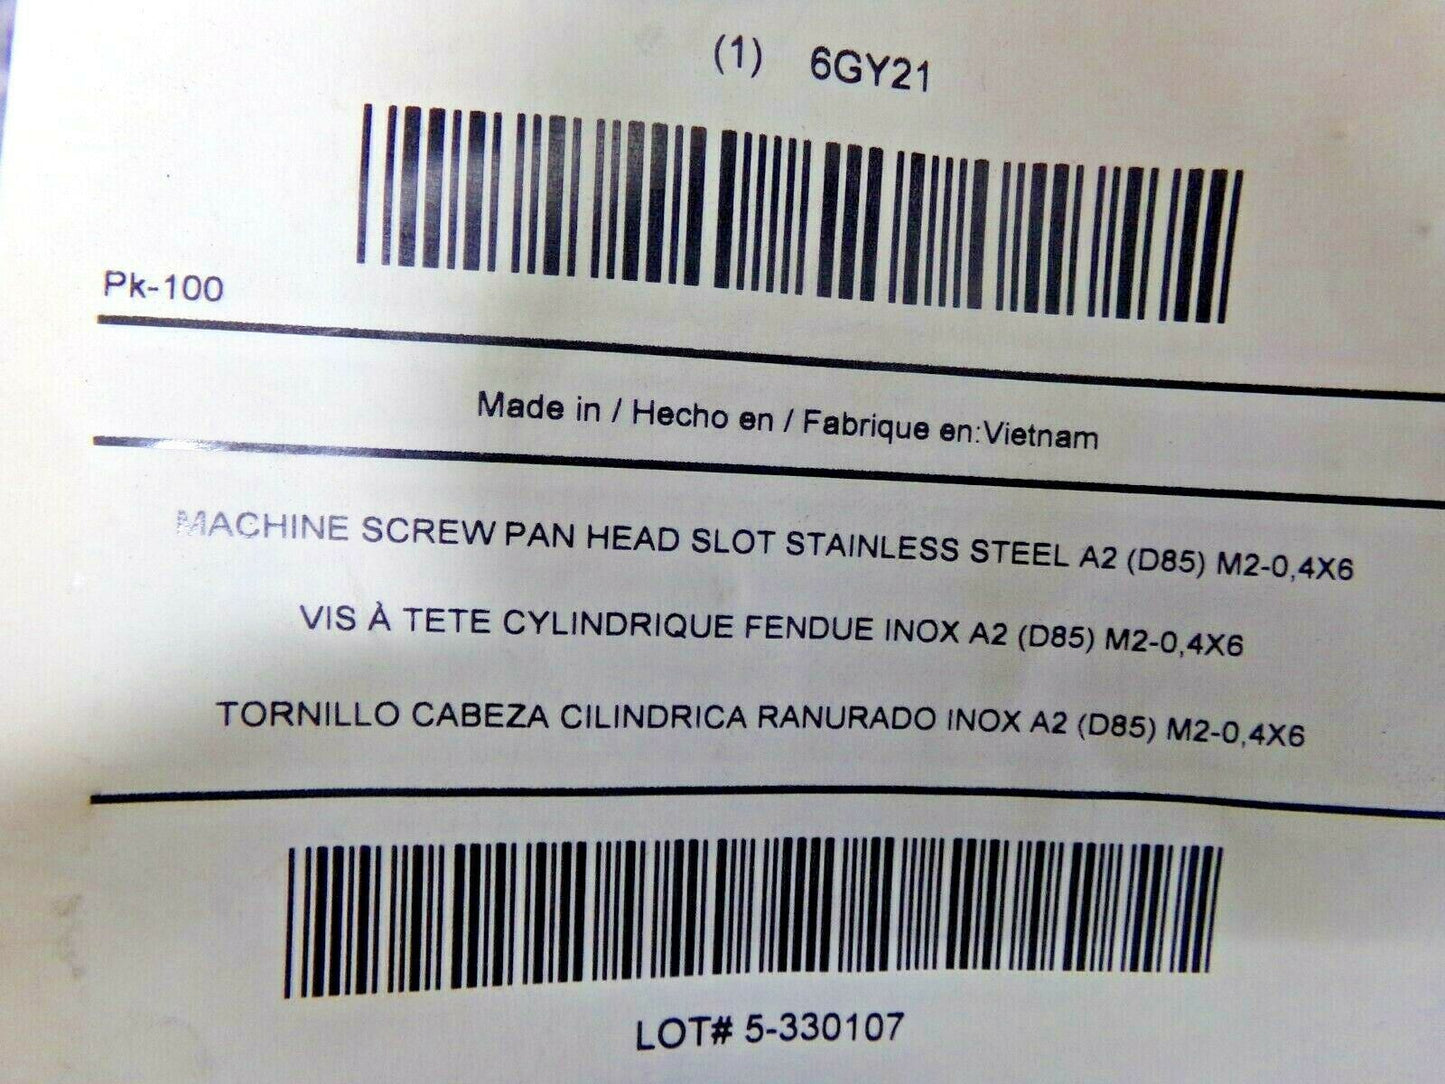 (1) 6GY21
Pk-100
Made in / Hecho en / Fabrique en:Vietnam
MACHINE SCREW PAN HEAD SLOT STAINLESS STEEL A2 (D85) M2-0,4X6
VIS À TETE CYLINDRIQUE FENDUE INOX A2 (D85) M2-0,4X6
TORNILLO CABEZA CILINDRICA RANURADO INOX A2 (D85) M2-0,4X6
LOT# 5-330107